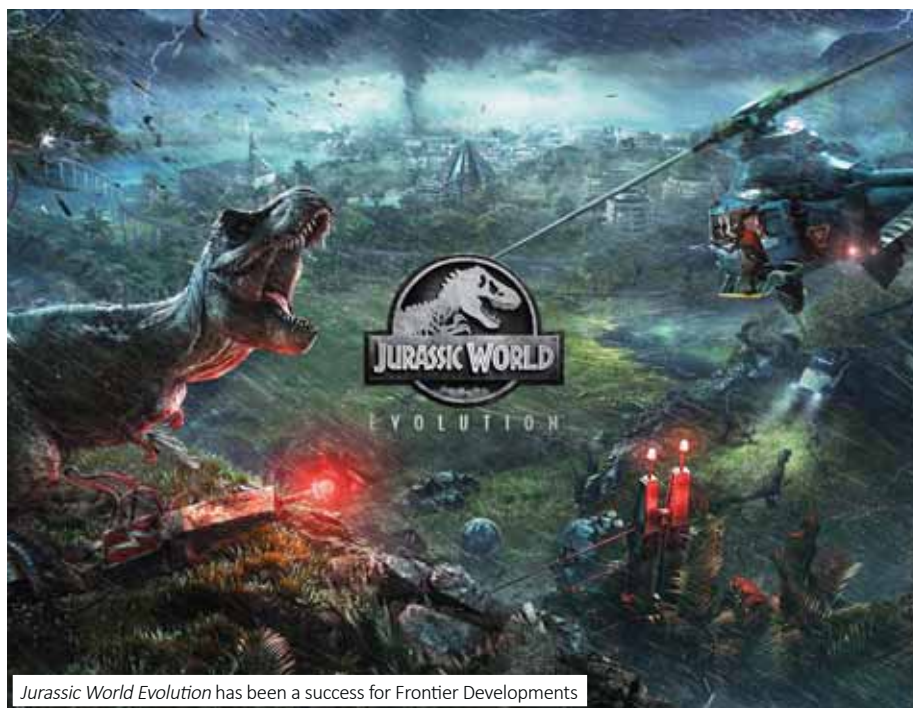 JURASSIC WORLD
EVOLUTION
Jurassic World Evolution has been a success for Frontier Developments